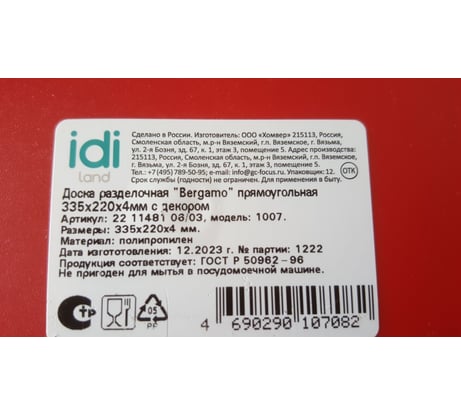 idi
land
Сделано в России. Изготовитель: ООО «Хомвер» 215113, Россия,
Смоленская область, м.р-н Вяземский, г.п. Вяземское, г. Вязьма,
ул. 2-я Бозня, зд. 67, к. 1, этаж 3, помещение 5. Адрес производства:
215113, Россия, Смоленская область, м.р-н Вяземский, г.п. Вяземское,
г. Вязьма, ул. 2-я Бозня, зд. 67, к. 1, этаж 3, помещение 5.
Тел.: +7(495)789-50-95; e-mail: info@gc-focus.ru. Упаковщик: 12.
Срок службы (годности) не ограничен. Для бытового применения.
ОТК
Доска разделочная "Bergamo" прямоугольная
335х220х4мм с декором
Артикул: 22 11481 08/03, модель: 1007.
Размеры: 335х220х4 мм.
Материал: полипропилен
Дата изготовления: 12.2023 г. № партии: 1222
Продукция соответствует: ГОСТ Р 50962-96
Не пригоден для мытья в посудомоечной машине.
05
PP
4 690290 107082